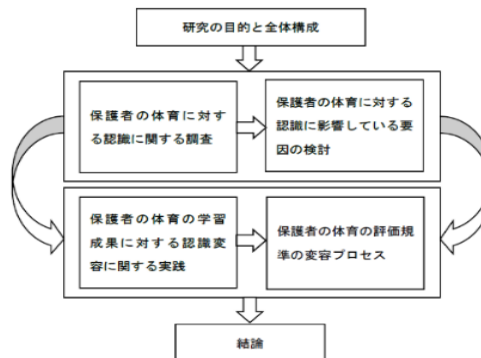 研究の目的と全体構成
保護者の体育に対す
る認識に関する調査
保護者の体育に対する
認識に影響している要
因の検討
保護者の体育の学習
成果に対する認識変
容に関する実践
保護者の体育の評価規
準の変容プロセス
結論